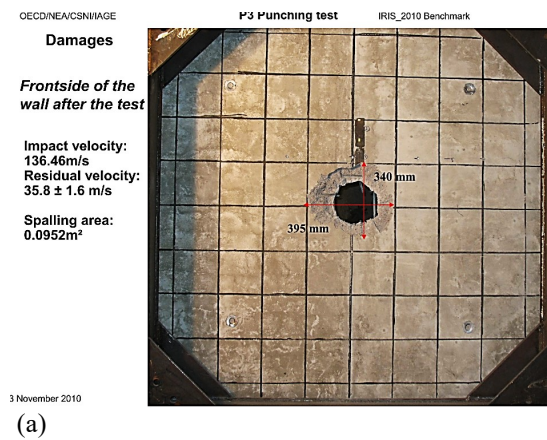 OECD/NEA/CSNI/IAGE
P3 Punching test
IRIS_2010 Benchmark
Damages
Frontside of the
wall after the test
Impact velocity:
136.46m/s
Residual velocity:
35.8 ± 1.6 m/s
Spalling area:
0.0952m²
340 mm
395 mm
3 November 2010
(a)